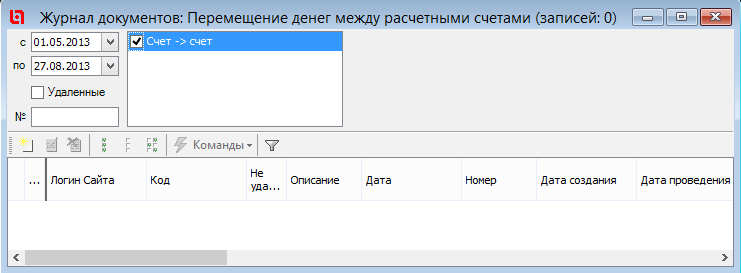 Журнал документов: Перемещение денег между расчетными счетами (записей: 0)
с 01.05.2013
Счет -> счет
по 27.08.2013
Удаленные
№
Команды
... Логин Сайта Код Не уда... Описание Дата Номер Дата создания Дата проведения